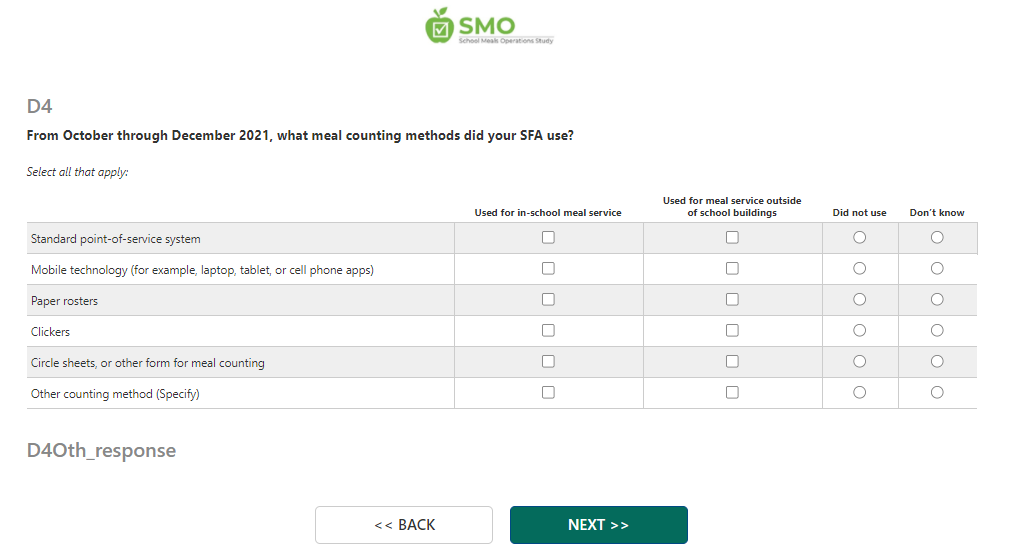 SMO
School Meals Operations Study
D4
From October through December 2021, what meal counting methods did your SFA use?
Select all that apply:
Used for in-school meal service
Used for meal service outside
of school buildings
Did not use
Don't know
Standard point-of-service system
Mobile technology (for example, laptop, tablet, or cell phone apps)
Paper rosters
Clickers
Circle sheets, or other form for meal counting
Other counting method (Specify)
D4Oth_response
<< BACK
NEXT >>